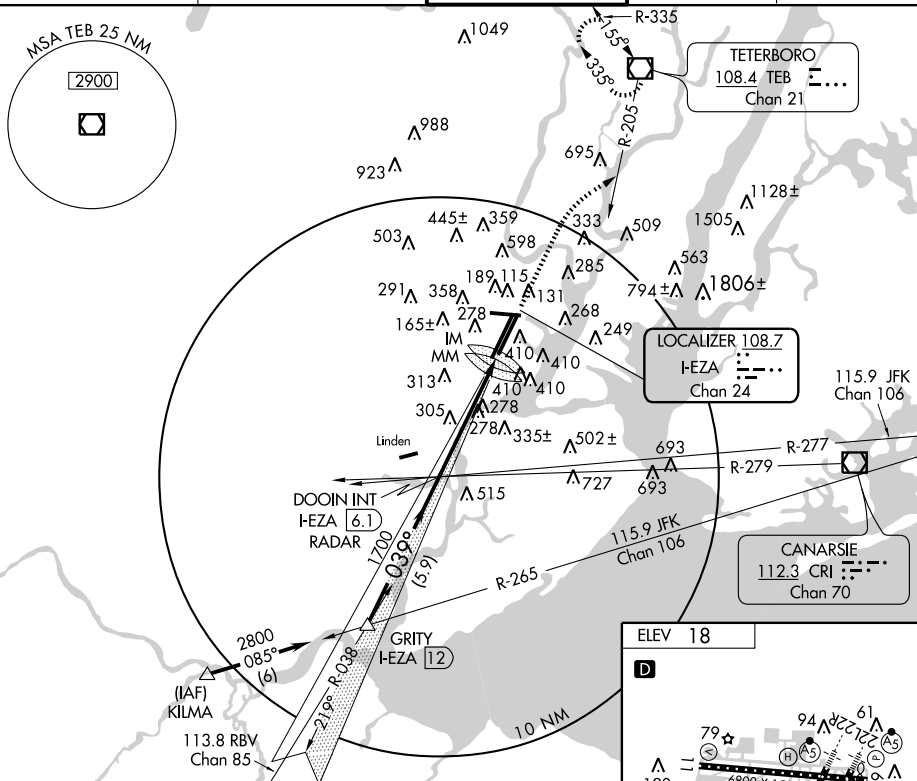 MSA TEB 25 NM
2900
1049
R-335
155°
335°
TETERBORO
108.4 TEB
Chan 21
R-205
988
923
695
1128±
1505
445±
359
503
598
333
509
563
285
189
115
131
794±
1806±
291
358
165±
278
268
249
IM
MM
410
410
410
410
313
LOCALIZER 108.7
I-EZA
Chan 24
115.9 JFK
Chan 106
305
278
278
335±
502±
Linden
R-277
R-279
693
693
727
515
DOOIN INT
I-EZA 6.1
RADAR
1700
039°
(5.9)
115.9 JFK
Chan 106
R-265
CANARSIE
112.3 CRI
Chan 70
GRITY
I-EZA 12
2800
085°
(6)
(IAF)
KILMA
219°
R-038
113.8 RBV
Chan 85
10 NM
ELEV 18
D
79
94
61
22L
22R
V
H
A5
A5
P